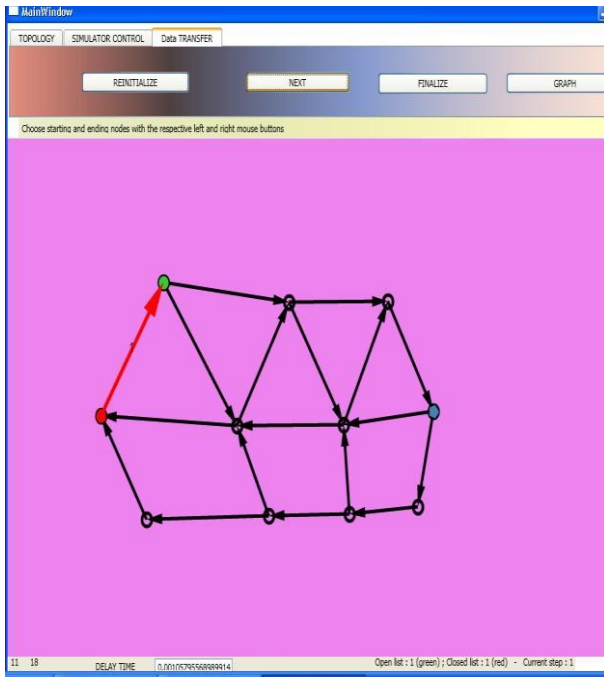 MainWindow
TOPOLOGY SIMULATOR CONTROL Data TRANSFER
REINITIALIZE NEXT FINALIZE GRAPH
Choose starting and ending nodes with the respective left and right mouse buttons
11 18 DELAY TIME 0.00105795568989914 Open list : 1 (green) ; Closed list : 1 (red) - Current step : 1